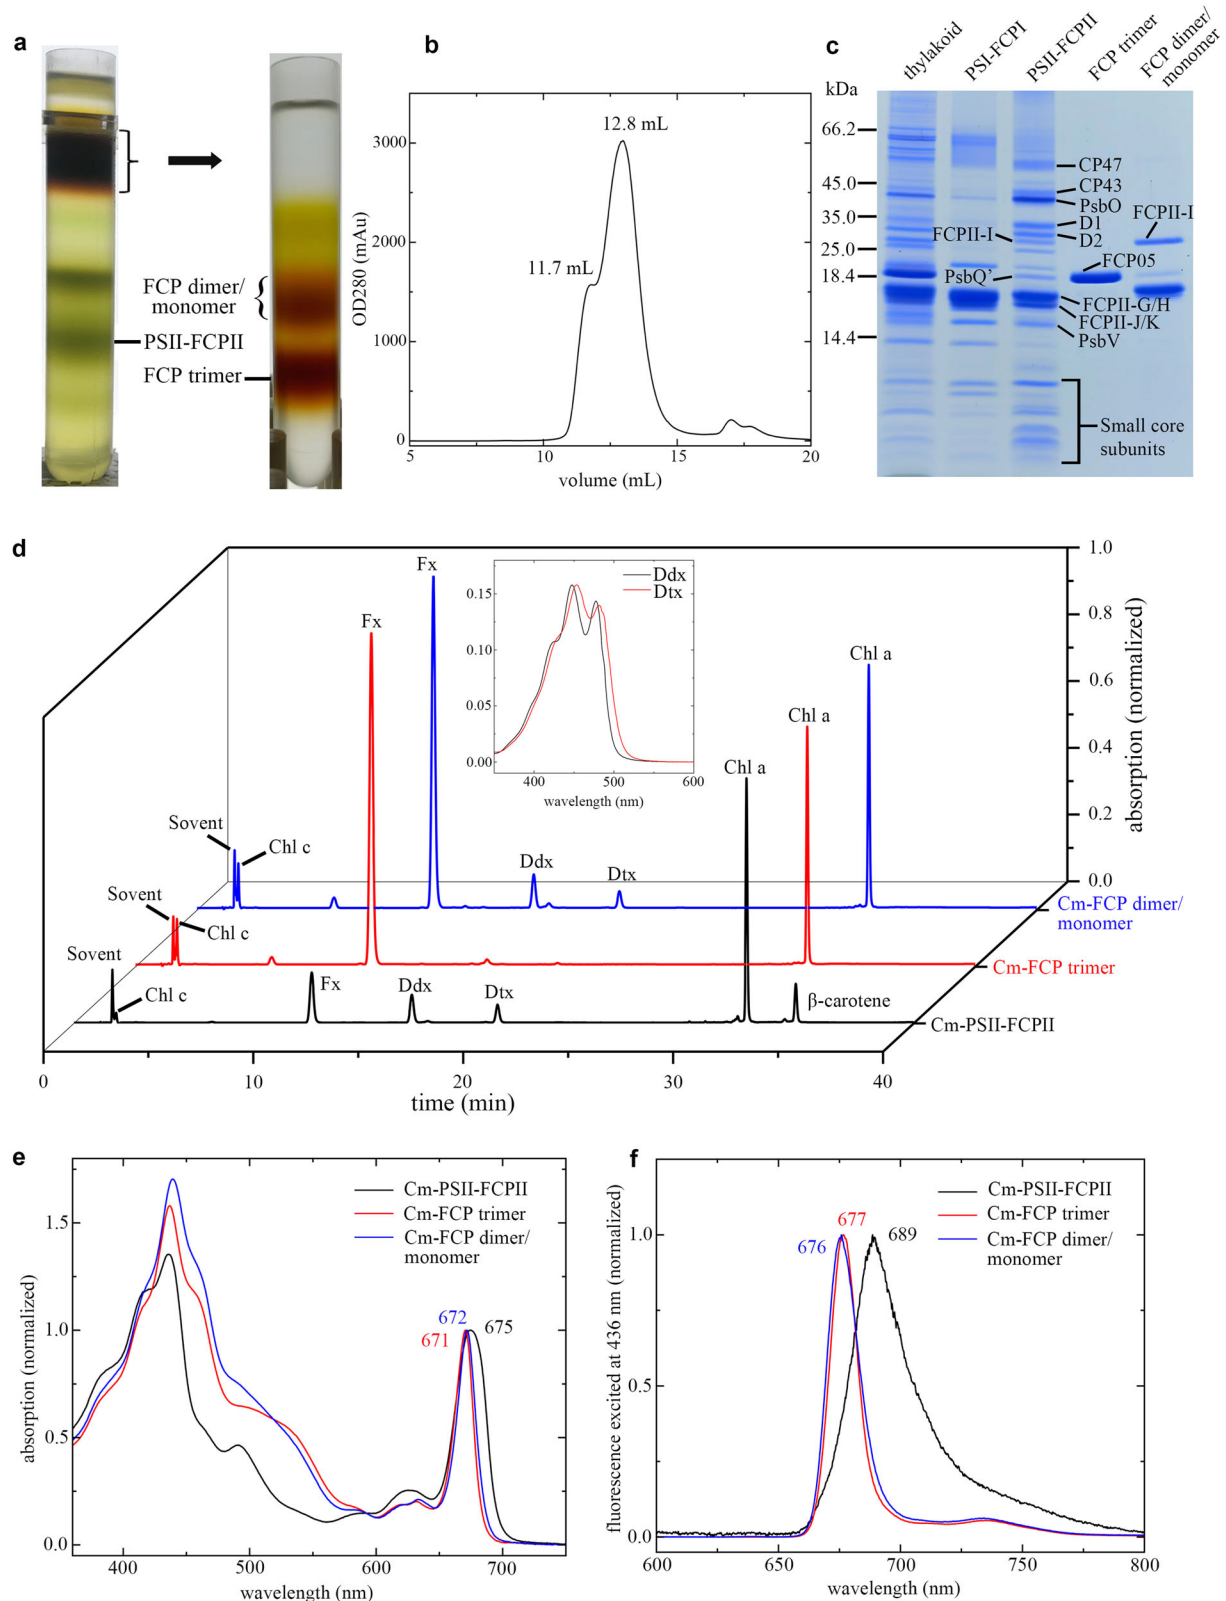 a
FCP dimer/
monomer
PSII-FCPII
FCP trimer
b
OD280 (mAu)
3000
2000
1000
0
12.8 mL
11.7 mL
5
10
15
20
volume (mL)
c
thylakoid
PSI-FCPI
PSII-FCPII
FCP trimer
FCP dimer/
monomer
kDa
66.2
45.0
35.0
25.0
18.4
14.4
CP47
CP43
PsbO
D1
D2
FCPII-I
FCPII-I
FCP05
PsbQ'
FCPII-G/H
FCPII-J/K
PsbV
Small core
subunits
d
Fx
Fx
Ddx
Dtx
0.15
0.10
0.05
0.00
400
500
600
wavelength (nm)
Chl a
Chl a
Chl a
1.0
0.8
0.6
0.4
0.2
0.0
absorption (normalized)
Sovent
Chl c
Ddx
Dtx
Cm-FCP dimer/
monomer
Sovent
Chl c
Cm-FCP trimer
Sovent
Chl c
Fx
Ddx
Dtx
β-carotene
Cm-PSII-FCPII
0
10
20
30
40
time (min)
e
Cm-PSII-FCPII
Cm-FCP trimer
Cm-FCP dimer/
monomer
1.5
1.0
0.5
0.0
absorption (normalized)
672
671
675
400
500
600
700
wavelength (nm)
f
Cm-PSII-FCPII
Cm-FCP trimer
Cm-FCP dimer/
monomer
677
676
689
1.0
0.5
0.0
fluorescence excited at 436 nm (normalized)
600
650
700
750
800
wavelength (nm)